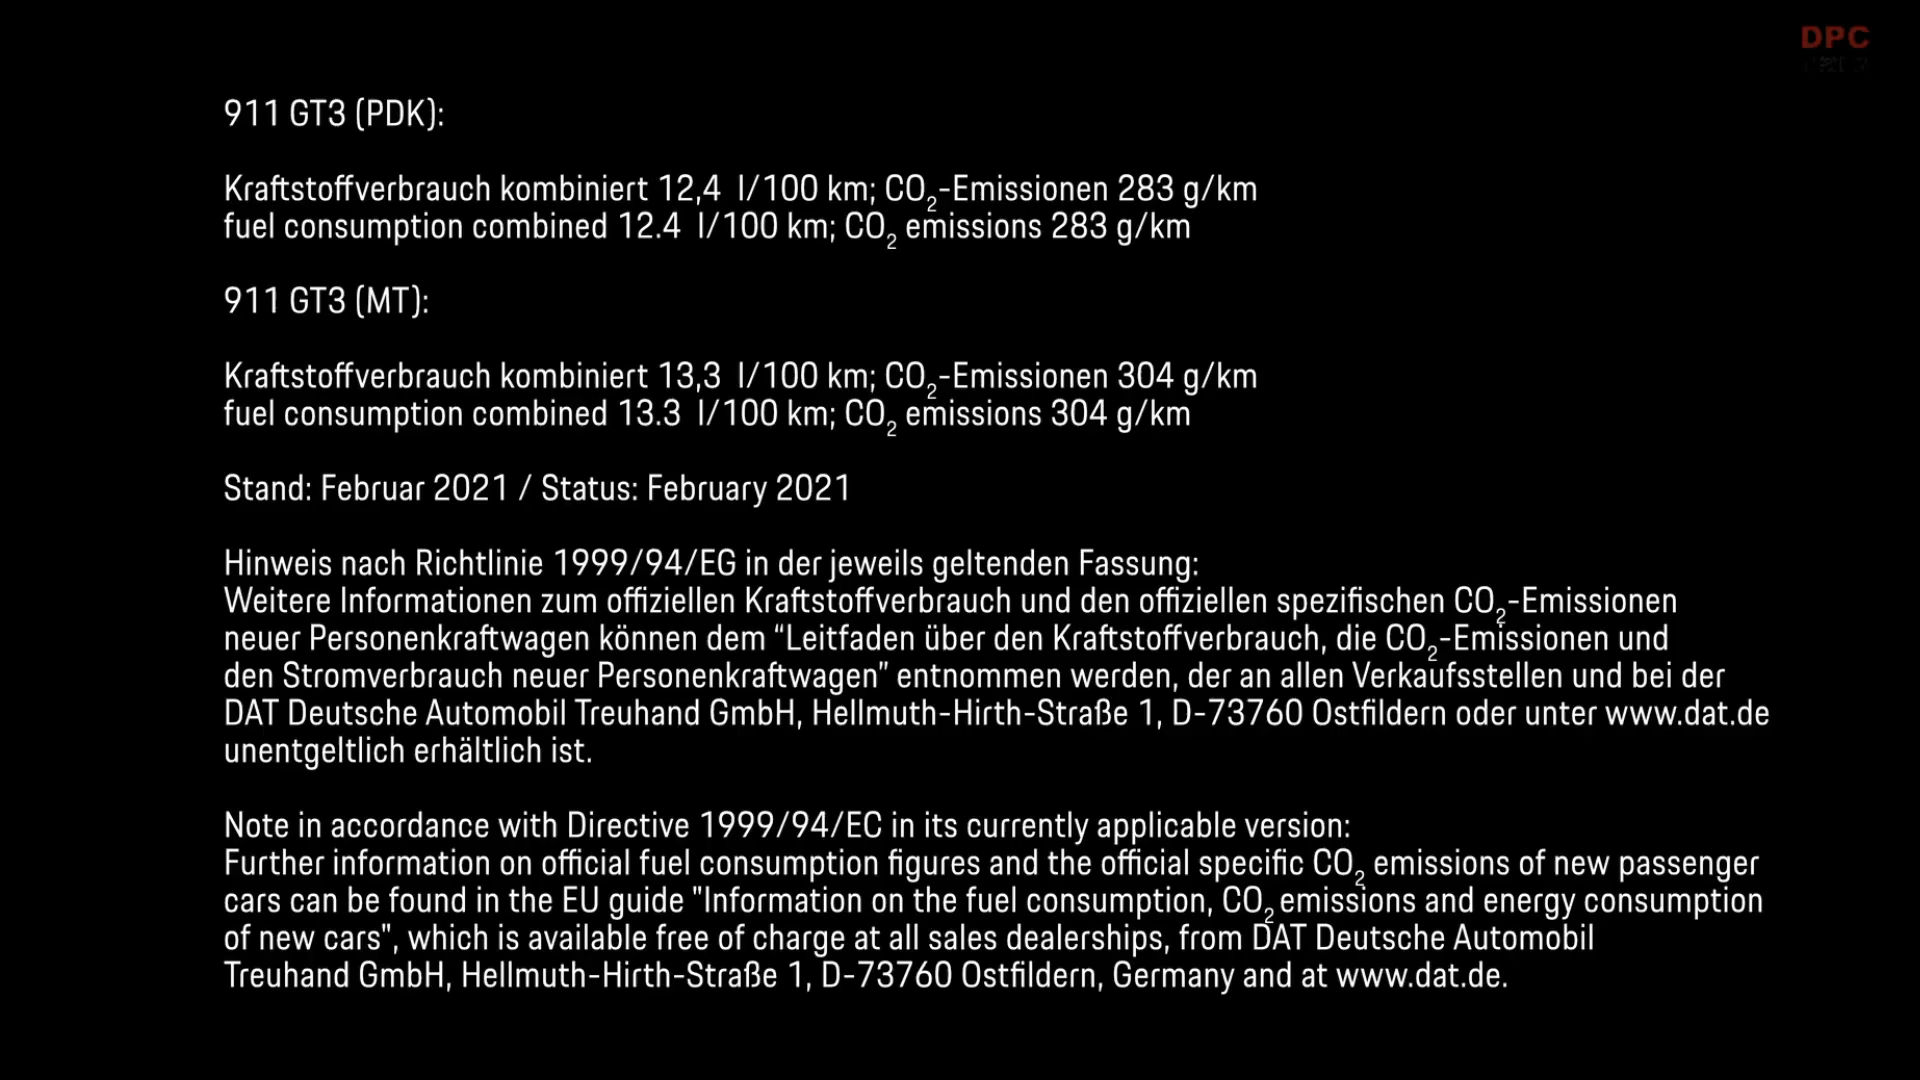 DPC
911 GT3 (PDK):
Kraftstoffverbrauch kombiniert 12,4 l/100 km; CO₂-Emissionen 283 g/km
fuel consumption combined 12.4 l/100 km; CO₂ emissions 283 g/km
911 GT3 (MT):
Kraftstoffverbrauch kombiniert 13,3 l/100 km; CO₂-Emissionen 304 g/km
fuel consumption combined 13.3 l/100 km; CO₂ emissions 304 g/km
Stand: Februar 2021 / Status: February 2021
Hinweis nach Richtlinie 1999/94/EG in der jeweils geltenden Fassung:
Weitere Informationen zum offiziellen Kraftstoffverbrauch und den offiziellen spezifischen CO₂-Emissionen
neuer Personenkraftwagen können dem “Leitfaden über den Kraftstoffverbrauch, die CO₂-Emissionen und
den Stromverbrauch neuer Personenkraftwagen” entnommen werden, der an allen Verkaufsstellen und bei der
DAT Deutsche Automobil Treuhand GmbH, Hellmuth-Hirth-Straße 1, D-73760 Ostfildern oder unter www.dat.de
unentgeltlich erhältlich ist.
Note in accordance with Directive 1999/94/EC in its currently applicable version:
Further information on official fuel consumption figures and the official specific CO₂ emissions of new passenger
cars can be found in the EU guide "Information on the fuel consumption, CO₂ emissions and energy consumption
of new cars", which is available free of charge at all sales dealerships, from DAT Deutsche Automobil
Treuhand GmbH, Hellmuth-Hirth-Straße 1, D-73760 Ostfildern, Germany and at www.dat.de.